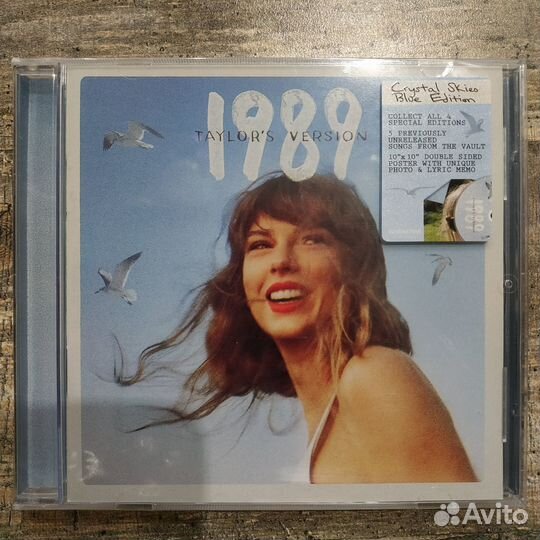 1989
TAYLOR'S VERSION
Crystal Skies
Blue Edition
COLLECT ALL 4
SPECIAL EDITIONS
5 PREVIOUSLY
UNRELEASED
SONGS FROM THE VAULT
10"x 10" DOUBLE SIDED
POSTER WITH UNIQUE
PHOTO & LYRIC MEMO
Avito